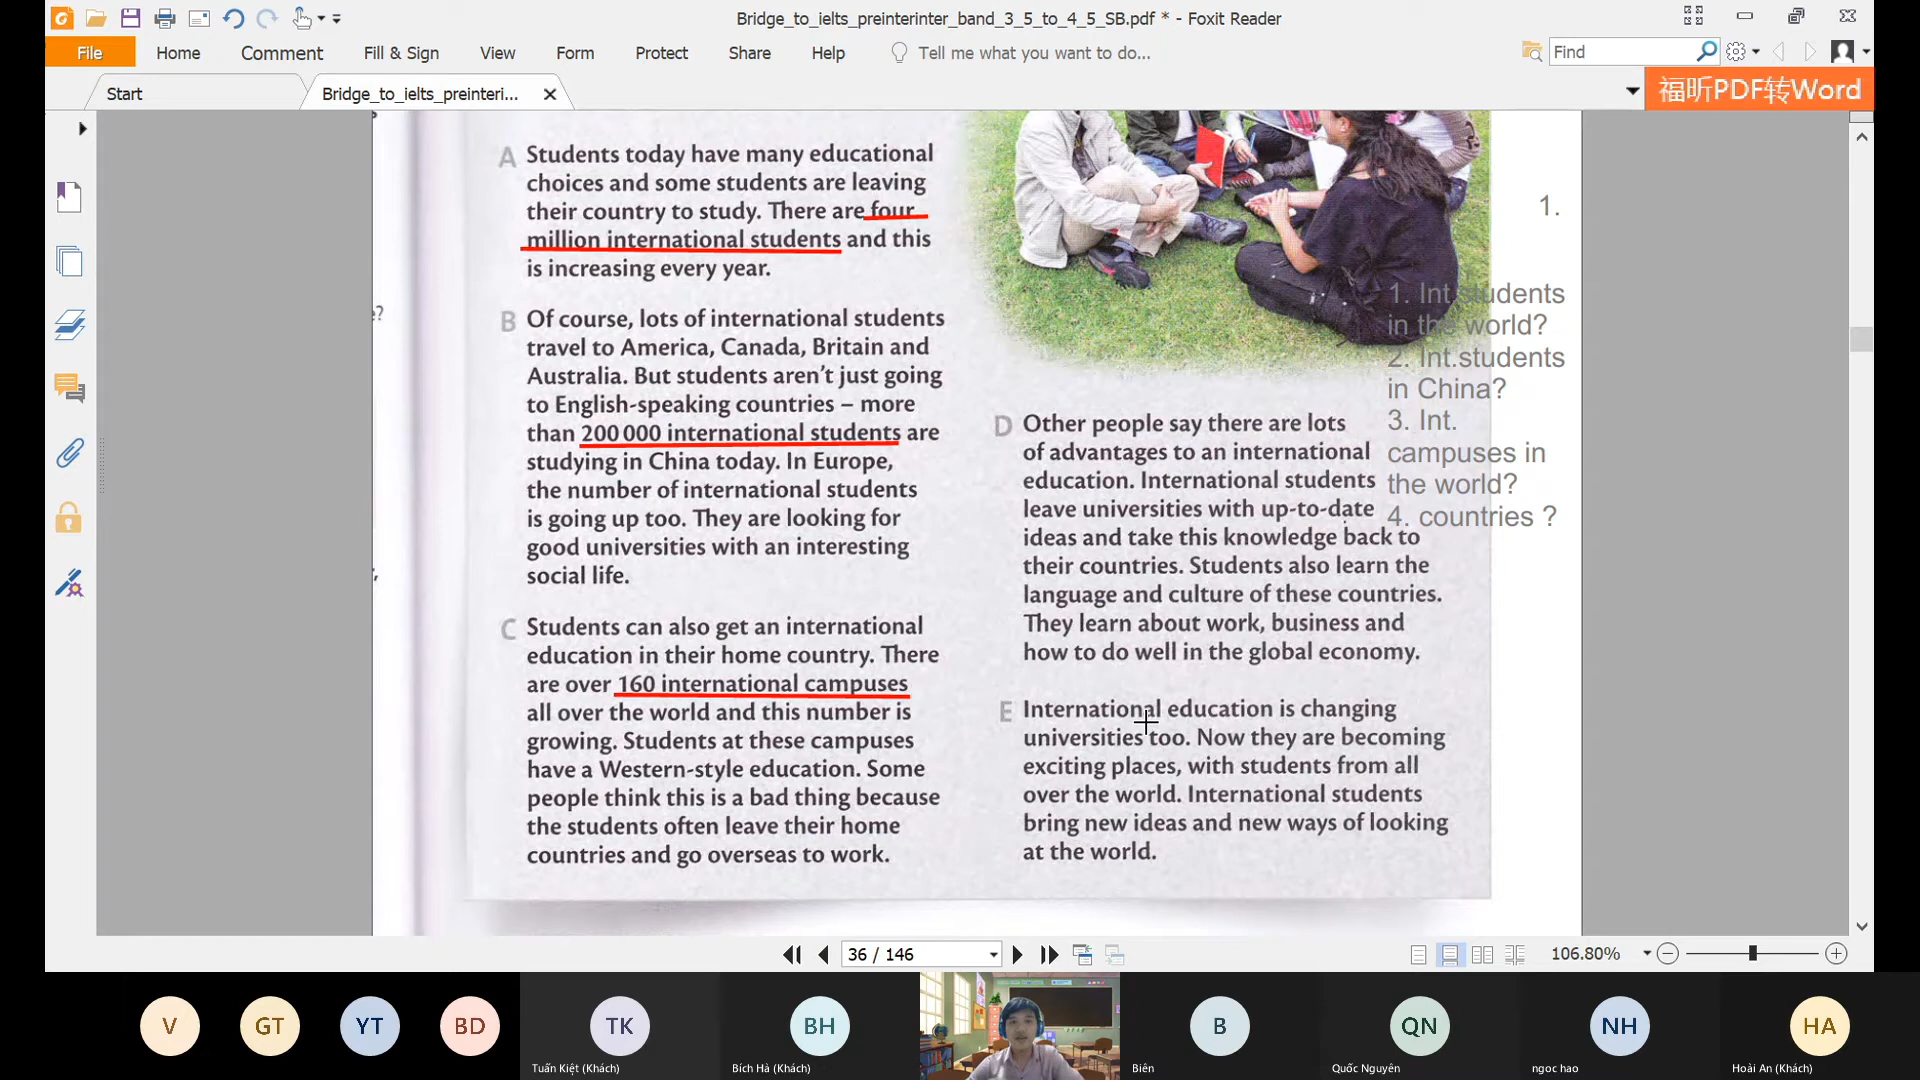 Bridge_to_ielts_preinterinter_band_3_5_to_4_5_SB.pdf * - Foxit Reader
File Home Comment Fill & Sign View Form Protect Share Help Tell me what you want to do... Find
Start Bridge_to_ielts_preinteri... 福昕PDF转Word
A Students today have many educational
choices and some students are leaving
their country to study. There are four
million international students and this
is increasing every year.
e?
B Of course, lots of international students
travel to America, Canada, Britain and
Australia. But students aren't just going
to English-speaking countries – more
than 200 000 international students are
studying in China today. In Europe,
the number of international students
is going up too. They are looking for
good universities with an interesting
social life.
C Students can also get an international
education in their home country. There
are over 160 international campuses
all over the world and this number is
growing. Students at these campuses
have a Western-style education. Some
people think this is a bad thing because
the students often leave their home
countries and go overseas to work.
D Other people say there are lots
of advantages to an international
education. International students
leave universities with up-to-date
ideas and take this knowledge back to
their countries. Students also learn the
language and culture of these countries.
They learn about work, business and
how to do well in the global economy.
E International education is changing
universities too. Now they are becoming
exciting places, with students from all
over the world. International students
bring new ideas and new ways of looking
at the world.
1.
1. Int.students
in the world?
2. Int.students
in China?
3. Int.
campuses in
the world?
4. countries ?
36 / 146 106.80%
V GT YT BD TK BH B QN NH HA
Tuấn Kiệt (Khách) Bích Hà (Khách) Biên Quốc Nguyên ngoc hao Hoài An (Khách)